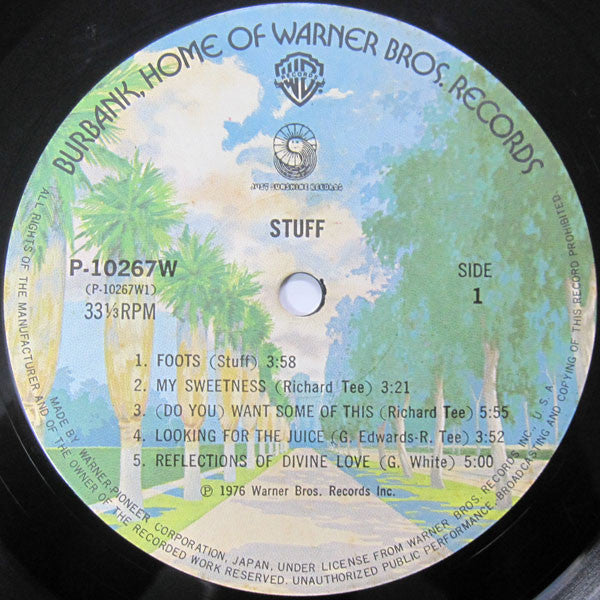 BURBANK, HOME OF WARNER BROS. RECORDS
WB
RECORDS
JUST SUNSHINE RECORDS
STUFF
P-10267W
(P-10267W1)
33⅓RPM
SIDE
1
1. FOOTS (Stuff) 3:58
2. MY SWEETNESS (Richard Tee) 3:21
3. (DO YOU) WANT SOME OF THIS (Richard Tee) 5:55
4. LOOKING FOR THE JUICE (G. Edwards-R. Tee) 3:52
5. REFLECTIONS OF DIVINE LOVE (G. White) 5:00
℗ 1976 Warner Bros. Records Inc.
MADE BY WARNER-PIONEER CORPORATION, JAPAN, UNDER LICENSE FROM WARNER BROS RECORDS INC., U.S.A.
ALL RIGHTS OF THE MANUFACTURER AND OF THE OWNER OF THE RECORDED WORK RESERVED. UNAUTHORIZED PUBLIC PERFORMANCE, BROADCASTING AND COPYING OF THIS RECORD PROHIBITED.